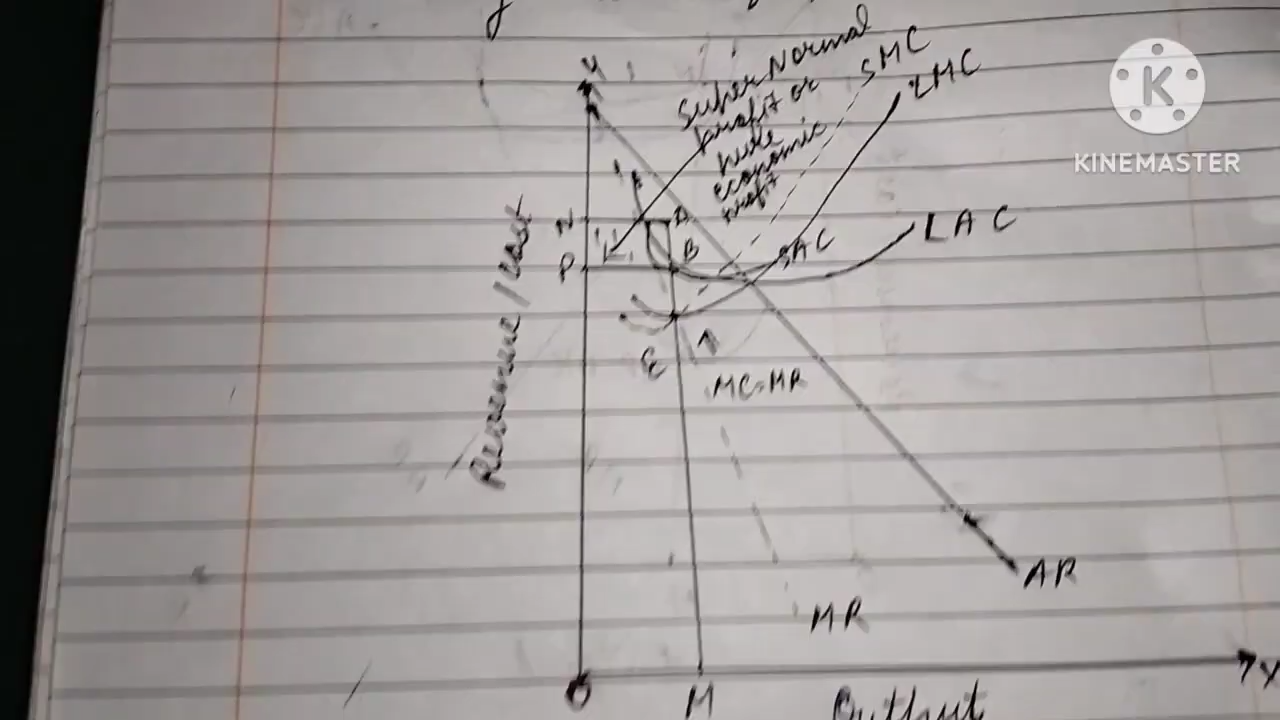 Y
Super Normal
profit or
huge
economic
profit
SMC
LMC
KINEMASTER
N
A
P
B
SAC
LAC
Revenue/Cost
E
MC=MR
AR
MR
O
M
Output
X